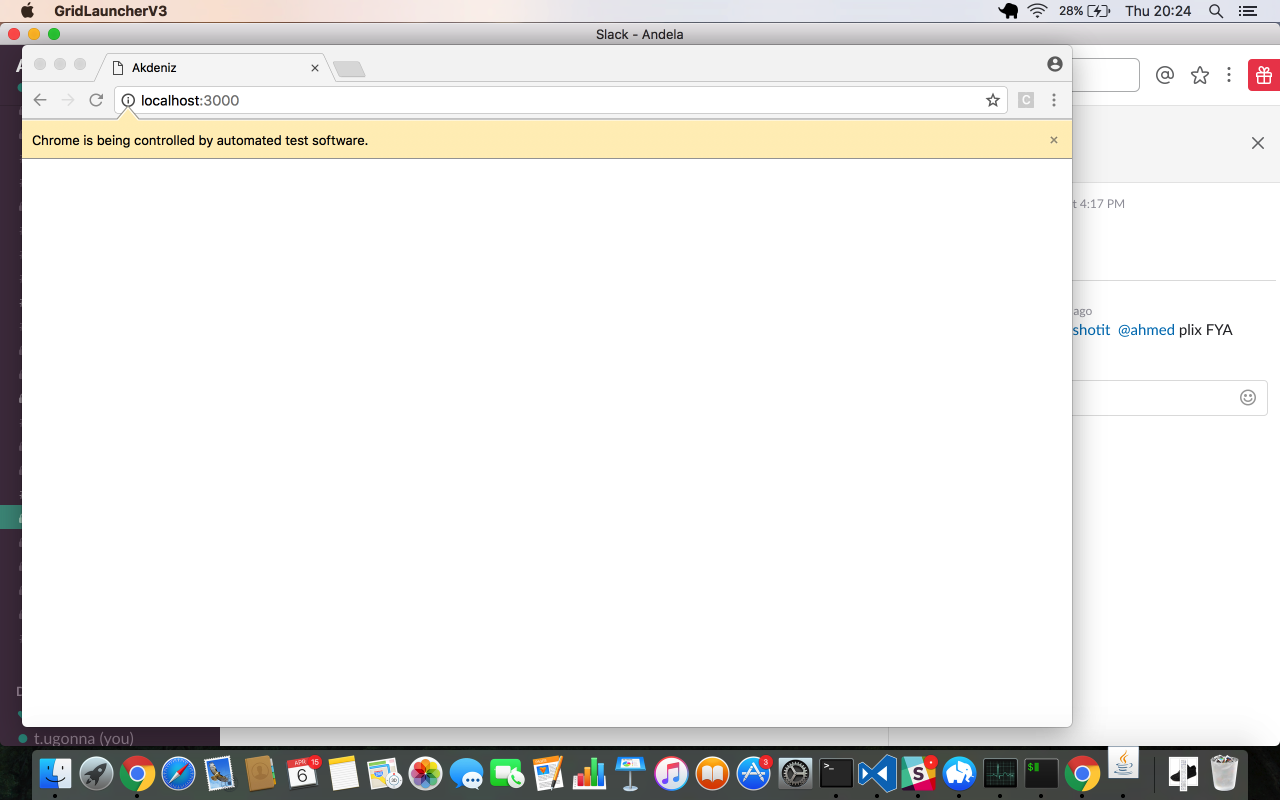 GridLauncherV3
28%
Thu 20:24
Slack - Andela
Akdeniz
localhost:3000
C
Chrome is being controlled by automated test software.
4:17 PM
ago
shotit @ahmed plix FYA
t.ugonna (you)
APR
15
6
3